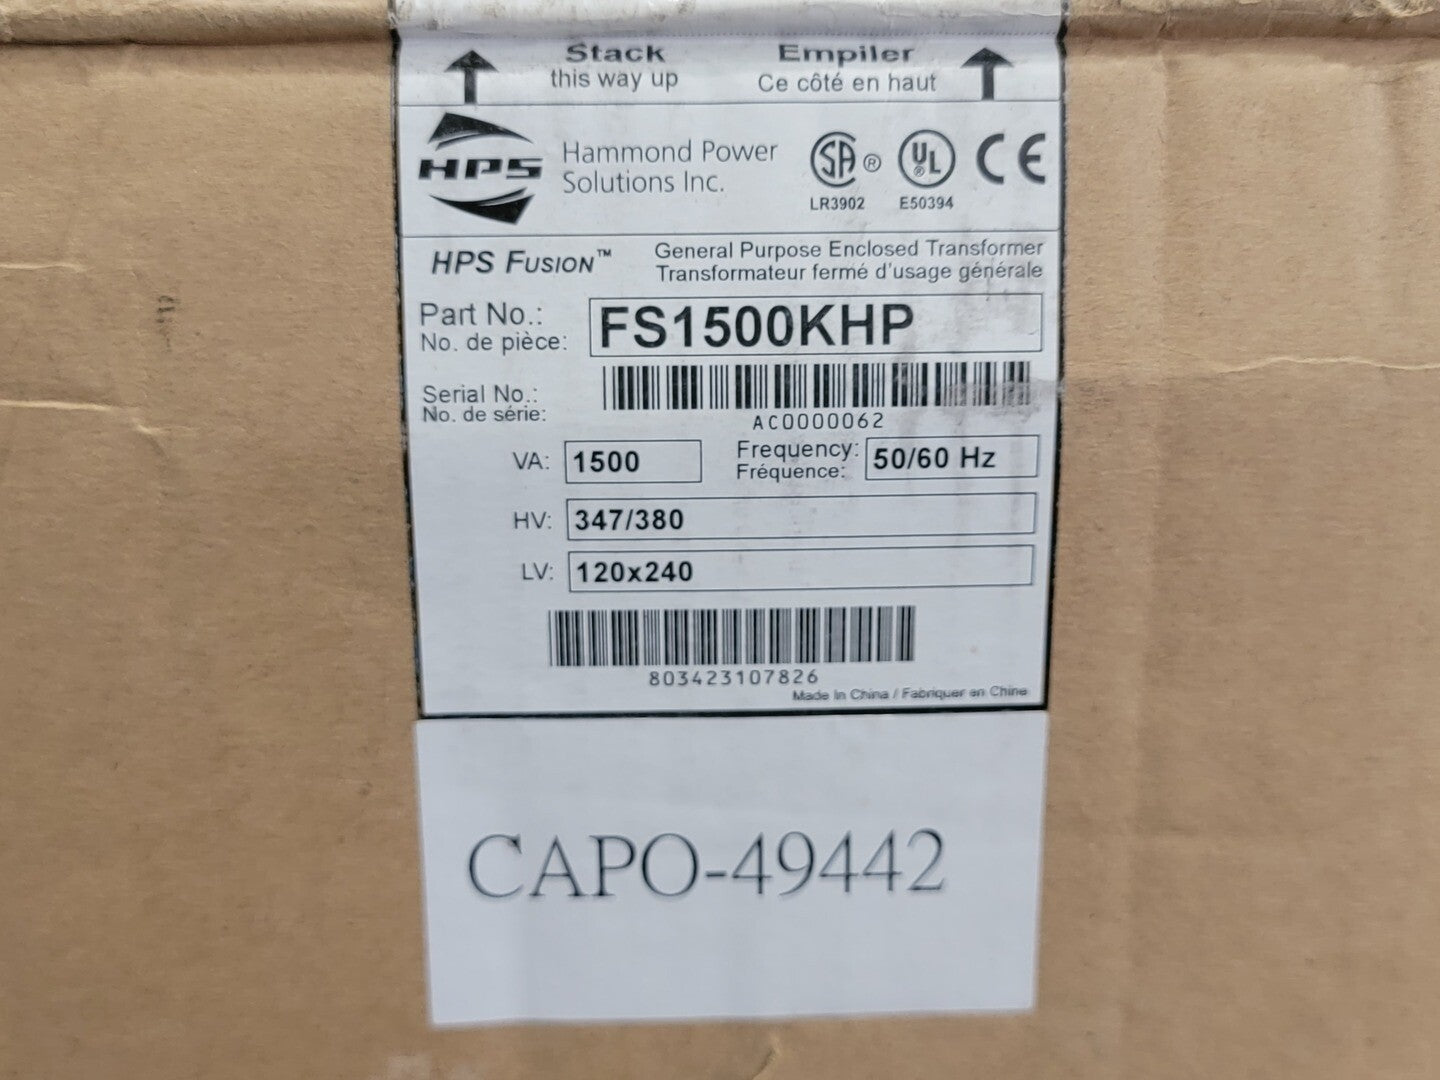 Stack
this way up
Empiler
Ce côté en haut
HPS
Hammond Power
Solutions Inc.
SA ®
LR3902
UL ®
E50394
CE
HPS FUSION™
General Purpose Enclosed Transformer
Transformateur fermé d'usage générale
Part No.:
No. de pièce:
FS1500KHP
Serial No.:
No. de série:
AC0000062
VA: 1500
Frequency:
Fréquence:
50/60 Hz
HV: 347/380
LV: 120x240
803423107826
Made In China / Fabriquer en Chine
CAPO-49442